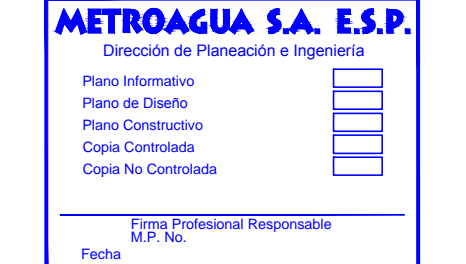 METROAGUA S.A. E.S.P.
Dirección de Planeación e Ingeniería
Plano Informativo
Plano de Diseño
Plano Constructivo
Copia Controlada
Copia No Controlada
Firma Profesional Responsable
M.P. No.
Fecha